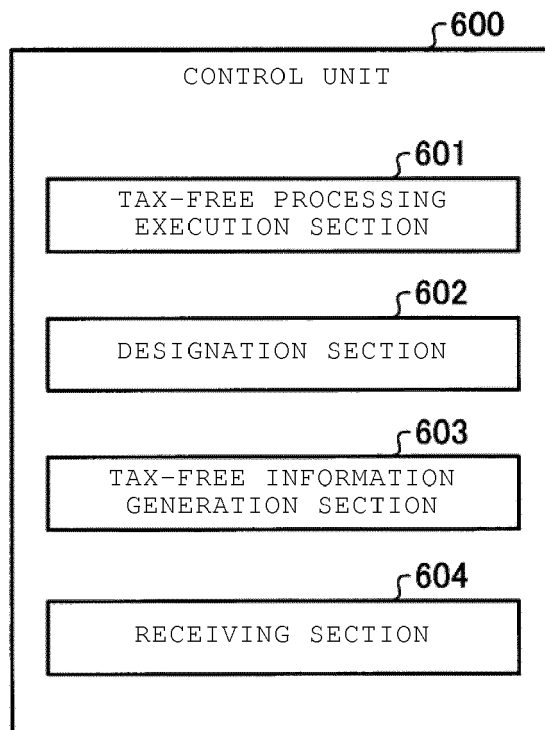 600
CONTROL UNIT
601
TAX-FREE PROCESSING
EXECUTION SECTION
602
DESIGNATION SECTION
603
TAX-FREE INFORMATION
GENERATION SECTION
604
RECEIVING SECTION